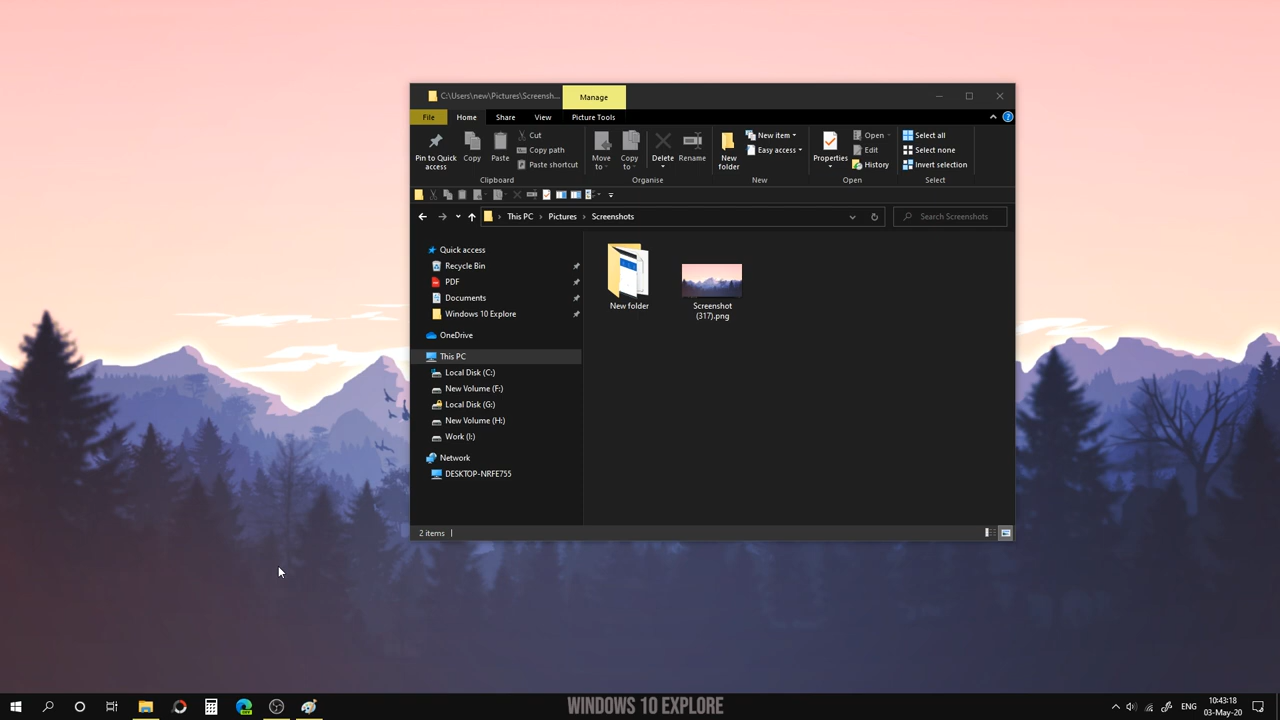 C:\Users\new\Pictures\Screensh...
Manage
File
Home
Share
View
Picture Tools
Pin to Quick
access
Copy
Paste
Cut
Copy path
Paste shortcut
Clipboard
Move
to
Copy
to
Delete
Rename
Organise
New
folder
New item
Easy access
New
Properties
Open
Edit
History
Open
Select all
Select none
Invert selection
Select
This PC > Pictures > Screenshots
Search Screenshots
Quick access
Recycle Bin
PDF
Documents
Windows 10 Explore
OneDrive
This PC
Local Disk (C:)
New Volume (F:)
Local Disk (G:)
New Volume (H:)
Work (I:)
Network
DESKTOP-NRFE755
New folder
Screenshot
(317).png
2 items
WINDOWS 10 EXPLORE
ENG
10:43:18
03-May-20